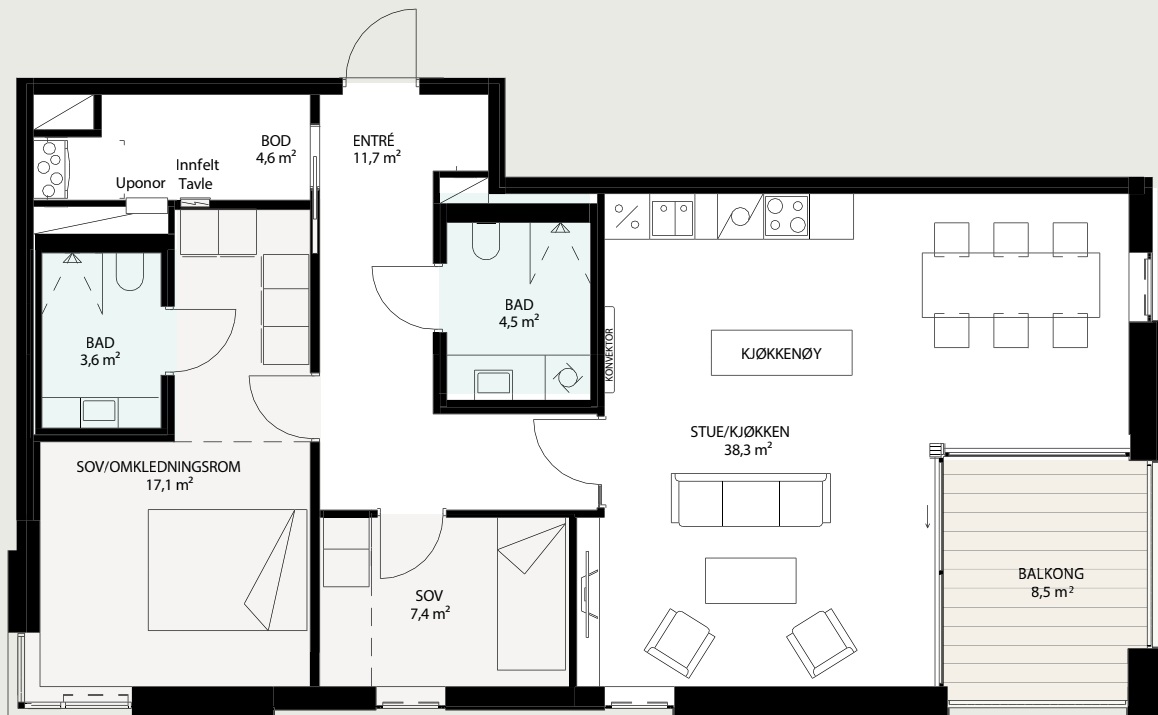 BOD
4,6 m²
ENTRÉ
11,7 m²
Innfelt
Tavle
Uponor
BAD
4,5 m²
BAD
3,6 m²
KONVEKTOR
KJØKKENØY
STUE/KJØKKEN
38,3 m²
SOV/OMKLEDNINGSROM
17,1 m²
SOV
7,4 m²
BALKONG
8,5 m²